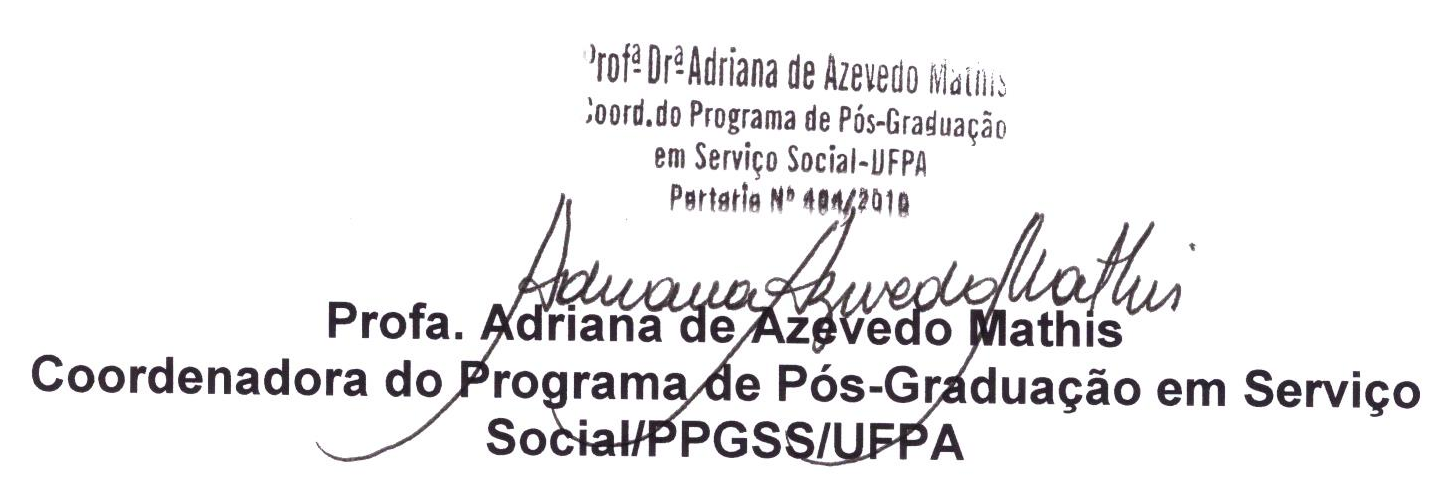 Profª Drª Adriana de Azevedo Mathis
Coord. do Programa de Pós-Graduação
em Serviço Social-UFPA
Portaria Nº /2010
Adriana Azevedo Mathis
Profa. Adriana de Azevedo Mathis
Coordenadora do Programa de Pós-Graduação em Serviço
Social/PPGSS/UFPA